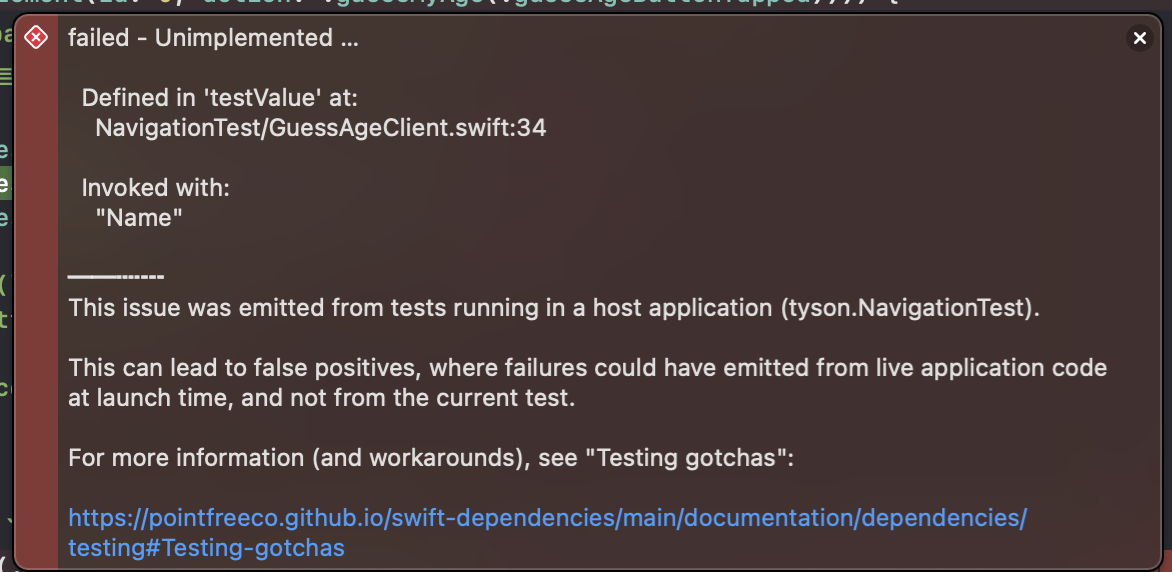 failed - Unimplemented ...
Defined in 'testValue' at:
NavigationTest/GuessAgeClient.swift:34
Invoked with:
"Name"
This issue was emitted from tests running in a host application (tyson.NavigationTest).
This can lead to false positives, where failures could have emitted from live application code
at launch time, and not from the current test.
For more information (and workarounds), see "Testing gotchas":
https://pointfreeco.github.io/swift-dependencies/main/documentation/dependencies/
testing#Testing-gotchas